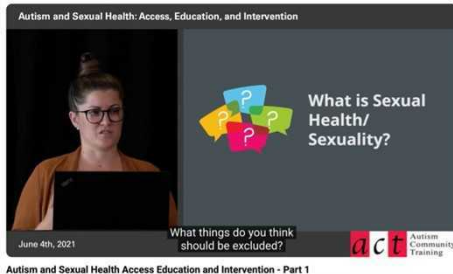 Autism and Sexual Health: Access, Education, and Intervention
?
?
?
?
What is Sexual
Health/
Sexuality?
What things do you think
should be excluded?
June 4th, 2021
act
Autism
Community
Training
Autism and Sexual Health Access Education and Intervention - Part 1